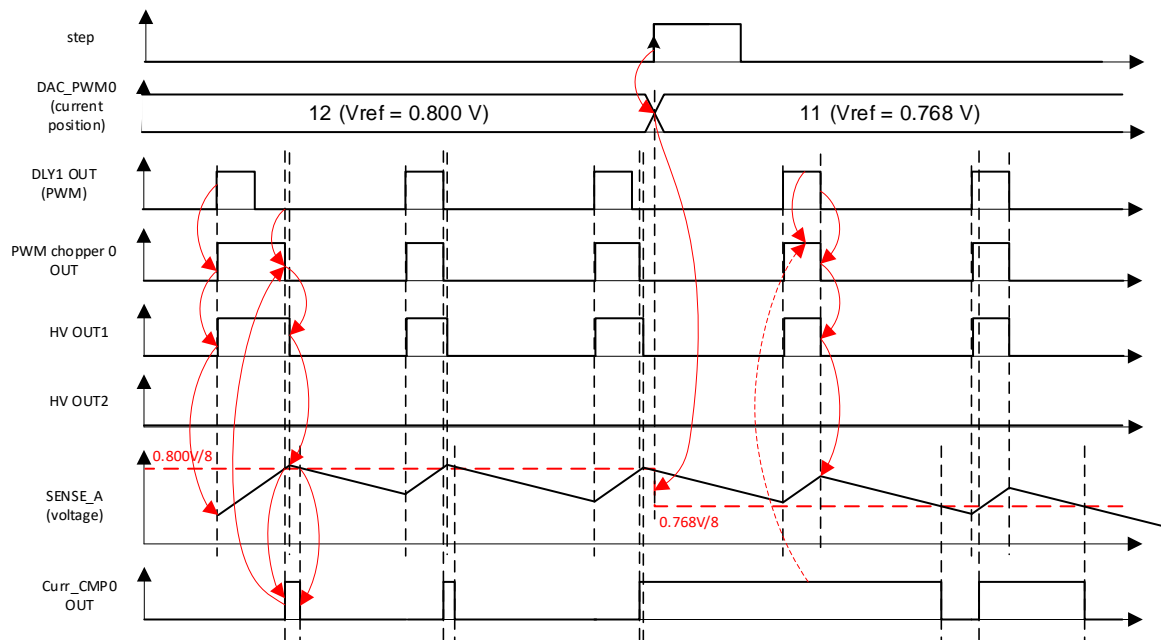 step
DAC_PWM0
(current
position)
12 (Vref = 0.800 V)
11 (Vref = 0.768 V)
DLY1 OUT
(PWM)
PWM chopper 0
OUT
HV OUT1
HV OUT2
0.800V/8
SENSE_A
(voltage)
0.768V/8
Curr_CMP0
OUT